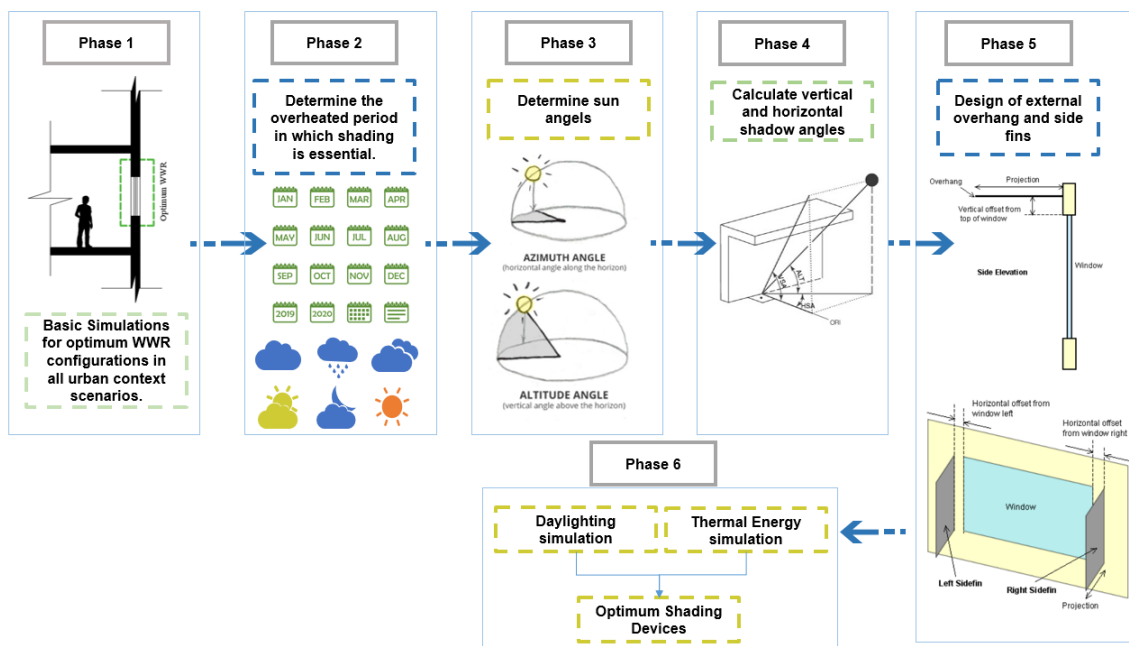 Phase 1
Optimum WWR
Basic Simulations
for optimum WWR
configurations in
all urban context
scenarios.
Phase 2
Determine the
overheated period
in which shading
is essential.
JAN FEB MAR APR
MAY JUN JUL AUG
SEP OCT NOV DEC
2019 2020
Phase 3
Determine sun
angels
AZIMUTH ANGLE
(horizontal angle along the horizon)
ALTITUDE ANGLE
(vertical angle above the horizon)
Phase 4
Calculate vertical
and horizontal
shadow angles
VSA
ALT
HSA
ORI
Phase 5
Design of external
overhang and side
fins
Projection
Overhang
Vertical offset from
top of window
Window
Side Elevation
Horizontal offset from
window left
Horizontal offset
from window right
Window
Left Sidefin
Right Sidefin
Projection
Phase 6
Daylighting
simulation
Thermal Energy
simulation
Optimum Shading
Devices